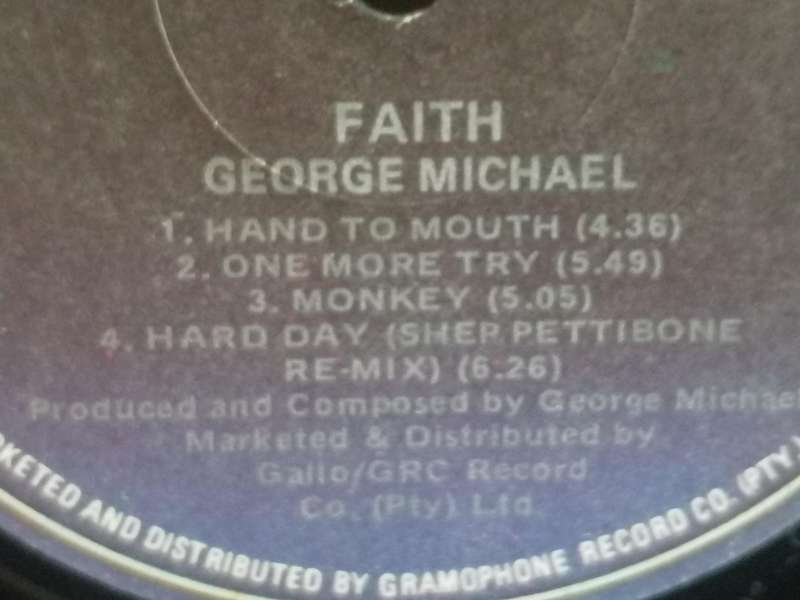 FAITH
GEORGE MICHAEL
1. HAND TO MOUTH (4.36)
2. ONE MORE TRY (5.49)
3. MONKEY (5.05)
4. HARD DAY (SHEP PETTIBONE
RE-MIX) (6.26)
Produced and Composed by George Michael
Marketed & Distributed by
Gallo/GRC Record
Co. (Pty) Ltd.
RKETED AND DISTRIBUTED BY GRAMOPHONE RECORD CO. (PTY.)